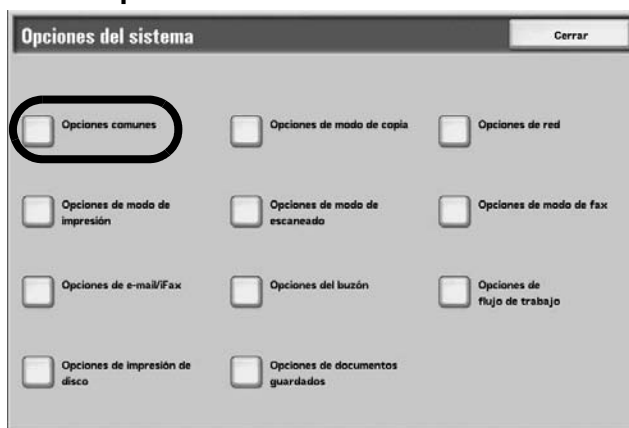 Opciones del sistema
Cerrar
Opciones comunes
Opciones de modo de copia
Opciones de red
Opciones de modo de
impresión
Opciones de modo de
escaneado
Opciones de modo de fax
Opciones de e-mail/iFax
Opciones del buzón
Opciones de
flujo de trabajo
Opciones de impresión de
disco
Opciones de documentos
guardados